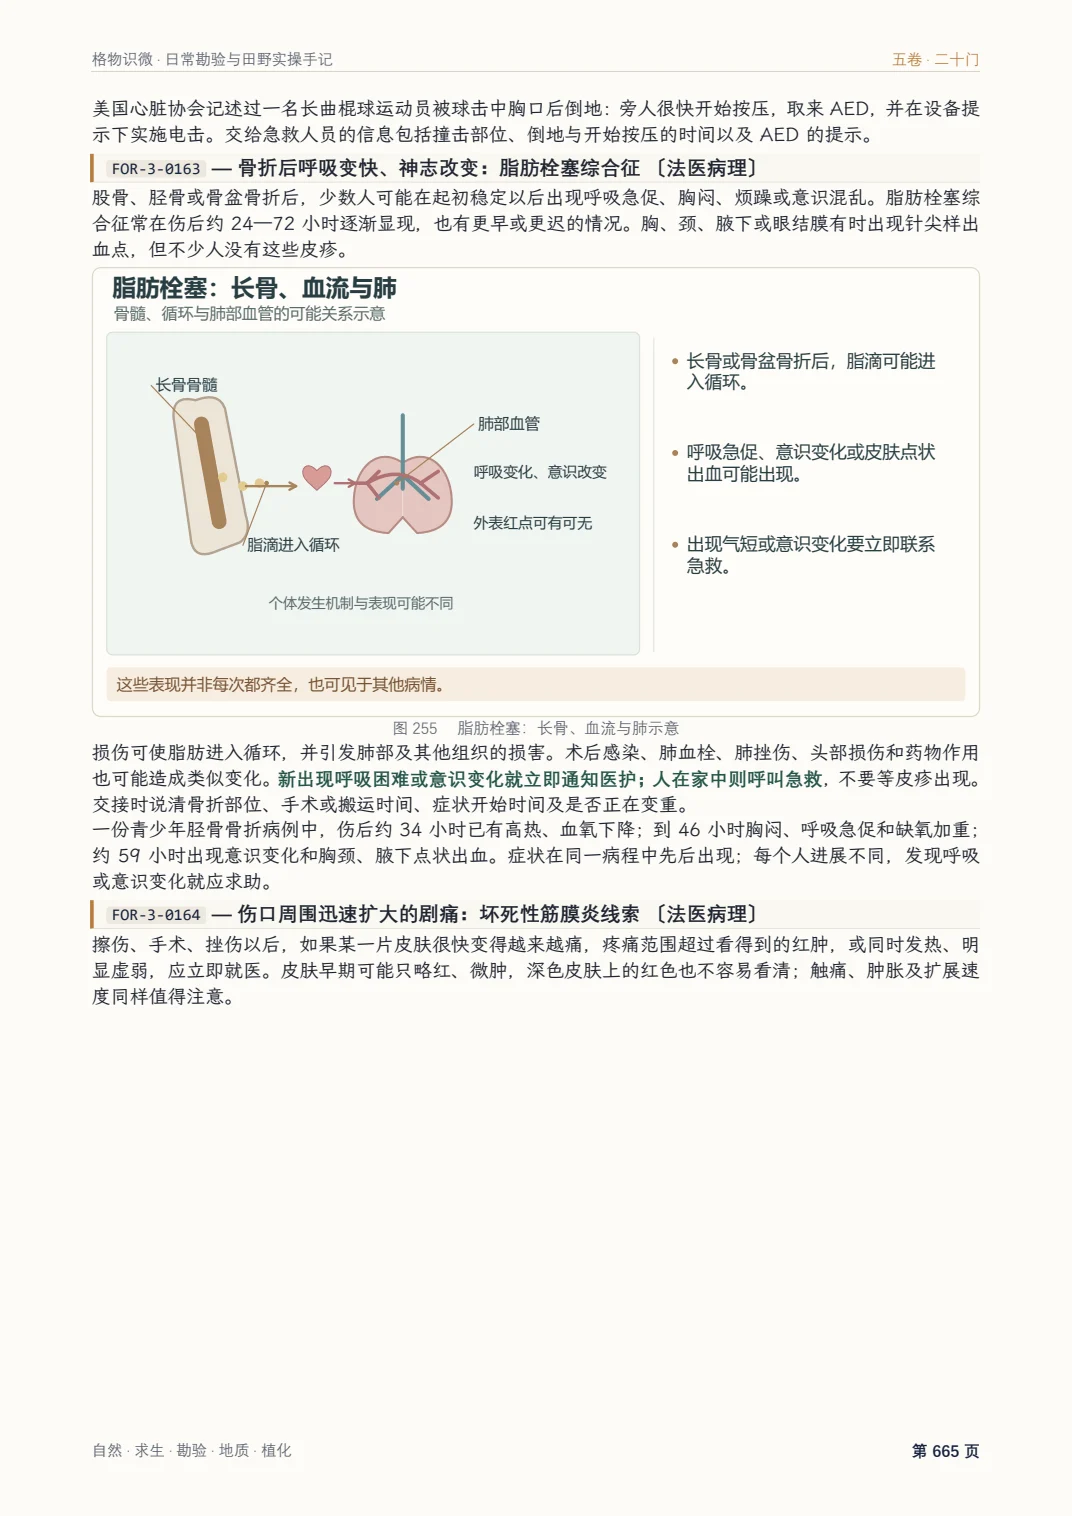 格物识微 · 日常勘验与田野实操手记
五卷 · 二十门
美国心脏协会记述过一名长曲棍球运动员被球击中胸口后倒地：旁人很快开始按压，取来 AED，并在设备提
示下实施电击。交给急救人员的信息包括撞击部位、倒地与开始按压的时间以及 AED 的提示。
FOR-3-0163 — 骨折后呼吸变快、神志改变：脂肪栓塞综合征 〔法医病理〕
股骨、胫骨或骨盆骨折后，少数人可能在起初稳定以后出现呼吸急促、胸闷、烦躁或意识混乱。脂肪栓塞综
合征常在伤后约 24—72 小时逐渐显现，也有更早或更迟的情况。胸、颈、腋下或眼结膜有时出现针尖样出
血点，但不少人没有这些皮疹。
脂肪栓塞：长骨、血流与肺
骨髓、循环与肺部血管的可能关系示意
长骨骨髓
肺部血管
呼吸变化、意识改变
外表红点可有可无
脂滴进入循环
个体发生机制与表现可能不同
• 长骨或骨盆骨折后，脂滴可能进
入循环。
• 呼吸急促、意识变化或皮肤点状
出血可能出现。
• 出现气短或意识变化要立即联系
急救。
这些表现并非每次都齐全，也可见于其他病情。
图 255 脂肪栓塞：长骨、血流与肺示意
损伤可使脂肪进入循环，并引发肺部及其他组织的损害。术后感染、肺血栓、肺挫伤、头部损伤和药物作用
也可能造成类似变化。新出现呼吸困难或意识变化就立即通知医护；人在家中则呼叫急救，不要等皮疹出现。
交接时说清骨折部位、手术或搬运时间、症状开始时间及是否正在变重。
一份青少年胫骨骨折病例中，伤后约 34 小时已有高热、血氧下降；到 46 小时胸闷、呼吸急促和缺氧加重；
约 59 小时出现意识变化和胸颈、腋下点状出血。症状在同一病程中先后出现；每个人进展不同，发现呼吸
或意识变化就应求助。
FOR-3-0164 — 伤口周围迅速扩大的剧痛：坏死性筋膜炎线索 〔法医病理〕
擦伤、手术、挫伤以后，如果某一片皮肤很快变得越来越痛，疼痛范围超过看得到的红肿，或同时发热、明
显虚弱，应立即就医。皮肤早期可能只略红、微肿，深色皮肤上的红色也不容易看清；触痛、肿胀及扩展速
度同样值得注意。
自然 · 求生 · 勘验 · 地质 · 植化
第 665 页